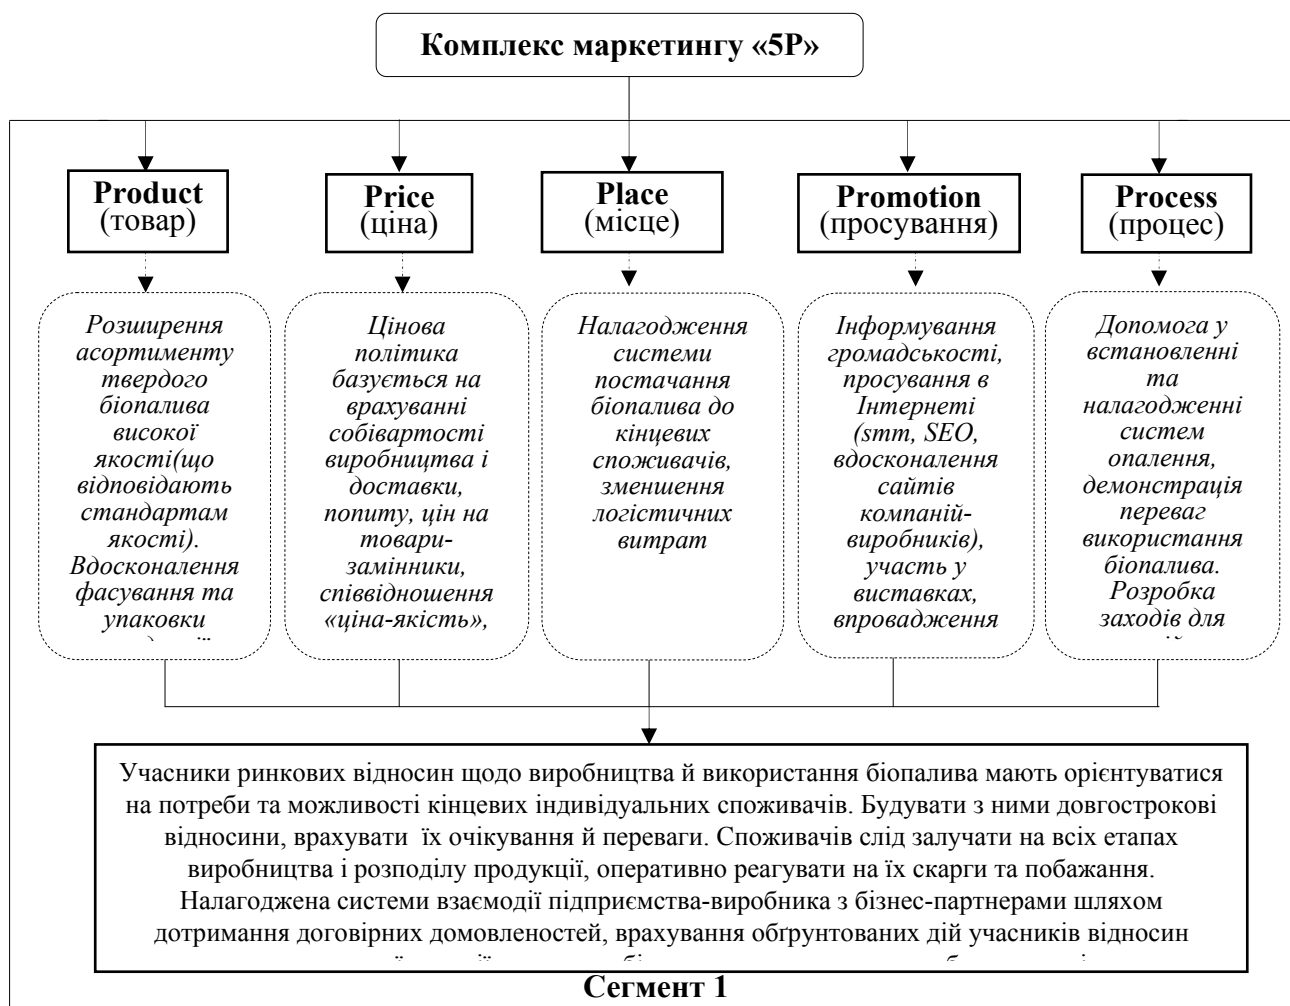 Комплекс маркетингу «5P»
Product
(товар)
Price
(ціна)
Place
(місце)
Promotion
(просування)
Process
(процес)
Розширення
асортименту
твердого
біопалива
високої
якості(що
відповідають
стандартам
якості).
Вдосконалення
фасування та
упаковки
Цінова
політика
базується на
врахуванні
собівартості
виробництва і
доставки,
попиту, цін на
товари-
замінники,
співвідношення
«ціна-якість»,
Налагодження
системи
постачання
біопалива до
кінцевих
споживачів,
зменшення
логістичних
витрат
Інформування
громадськості,
просування в
Інтернеті
(smm, SEO,
вдосконалення
сайтів
компаній-
виробників),
участь у
виставках,
впровадження
Допомога у
встановленні
та
налагодженні
систем
опалення,
демонстрація
переваг
використання
біопалива.
Розробка
заходів для
Учасники ринкових відносин щодо виробництва й використання біопалива мають орієнтуватися
на потреби та можливості кінцевих індивідуальних споживачів. Будувати з ними довгострокові
відносини, врахувати їх очікування й переваги. Споживачів слід залучати на всіх етапах
виробництва і розподілу продукції, оперативно реагувати на їх скарги та побажання.
Налагоджена системи взаємодії підприємства-виробника з бізнес-партнерами шляхом
дотримання договірних домовленостей, врахування обґрунтованих дій учасників відносин
Сегмент 1